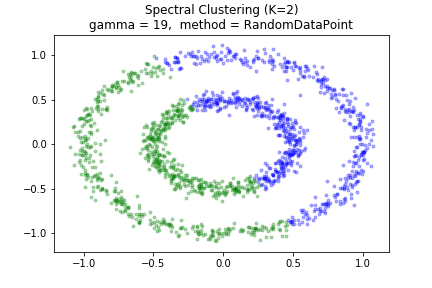 Spectral Clustering (K=2)
gamma = 19,  method = RandomDataPoint
1.0
0.5
0.0
−0.5
−1.0
−1.0 −0.5 0.0 0.5 1.0